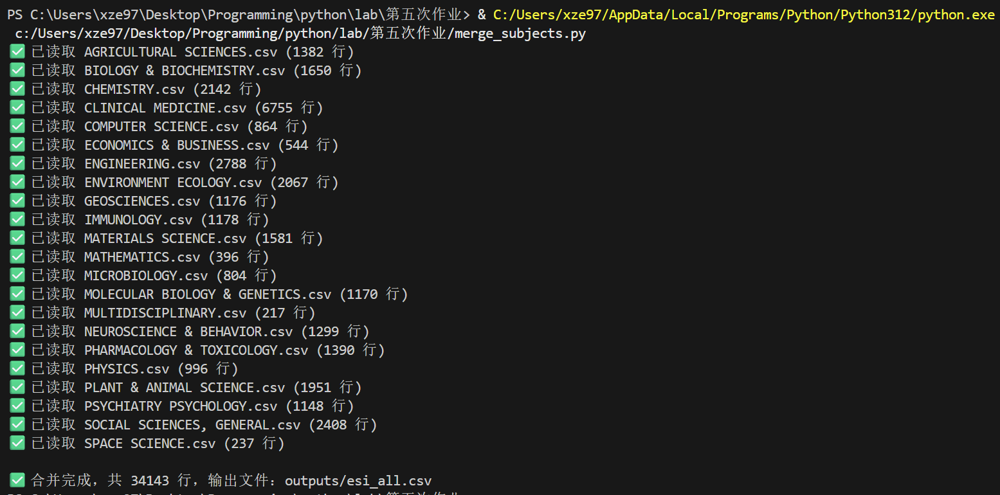 PS C:\Users\xze97\Desktop\Programming\python\lab\第五次作业> & C:/Users/xze97/AppData/Local/Programs/Python/Python312/python.exe
c:/Users/xze97/Desktop/Programming/python/lab/第五次作业/merge_subjects.py
✅ 已读取 AGRICULTURAL SCIENCES.csv (1382 行)
✅ 已读取 BIOLOGY & BIOCHEMISTRY.csv (1650 行)
✅ 已读取 CHEMISTRY.csv (2142 行)
✅ 已读取 CLINICAL MEDICINE.csv (6755 行)
✅ 已读取 COMPUTER SCIENCE.csv (864 行)
✅ 已读取 ECONOMICS & BUSINESS.csv (544 行)
✅ 已读取 ENGINEERING.csv (2788 行)
✅ 已读取 ENVIRONMENT ECOLOGY.csv (2067 行)
✅ 已读取 GEOSCIENCES.csv (1176 行)
✅ 已读取 IMMUNOLOGY.csv (1178 行)
✅ 已读取 MATERIALS SCIENCE.csv (1581 行)
✅ 已读取 MATHEMATICS.csv (396 行)
✅ 已读取 MICROBIOLOGY.csv (804 行)
✅ 已读取 MOLECULAR BIOLOGY & GENETICS.csv (1170 行)
✅ 已读取 MULTIDISCIPLINARY.csv (217 行)
✅ 已读取 NEUROSCIENCE & BEHAVIOR.csv (1299 行)
✅ 已读取 PHARMACOLOGY & TOXICOLOGY.csv (1390 行)
✅ 已读取 PHYSICS.csv (996 行)
✅ 已读取 PLANT & ANIMAL SCIENCE.csv (1951 行)
✅ 已读取 PSYCHIATRY PSYCHOLOGY.csv (1148 行)
✅ 已读取 SOCIAL SCIENCES, GENERAL.csv (2408 行)
✅ 已读取 SPACE SCIENCE.csv (237 行)
✅ 合并完成，共 34143 行，输出文件：outputs/esi_all.csv